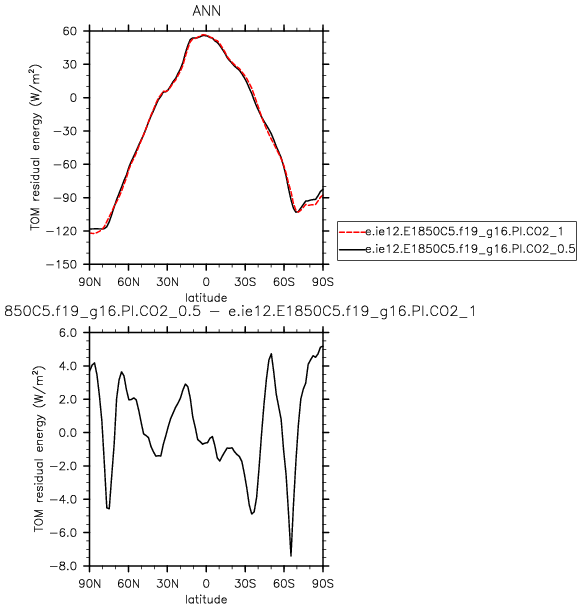 ANN
60
30
0
−30
−60
−90
−120
−150
TOM residual energy (W/m²)
90N 60N 30N 0 30S 60S 90S
latitude
e.ie12.E1850C5.f19_g16.PI.CO2_1
e.ie12.E1850C5.f19_g16.PI.CO2_0.5
850C5.f19_g16.PI.CO2_0.5 − e.ie12.E1850C5.f19_g16.PI.CO2_1
6.0
4.0
2.0
0.0
−2.0
−4.0
−6.0
−8.0
TOM residual energy (W/m²)
90N 60N 30N 0 30S 60S 90S
latitude